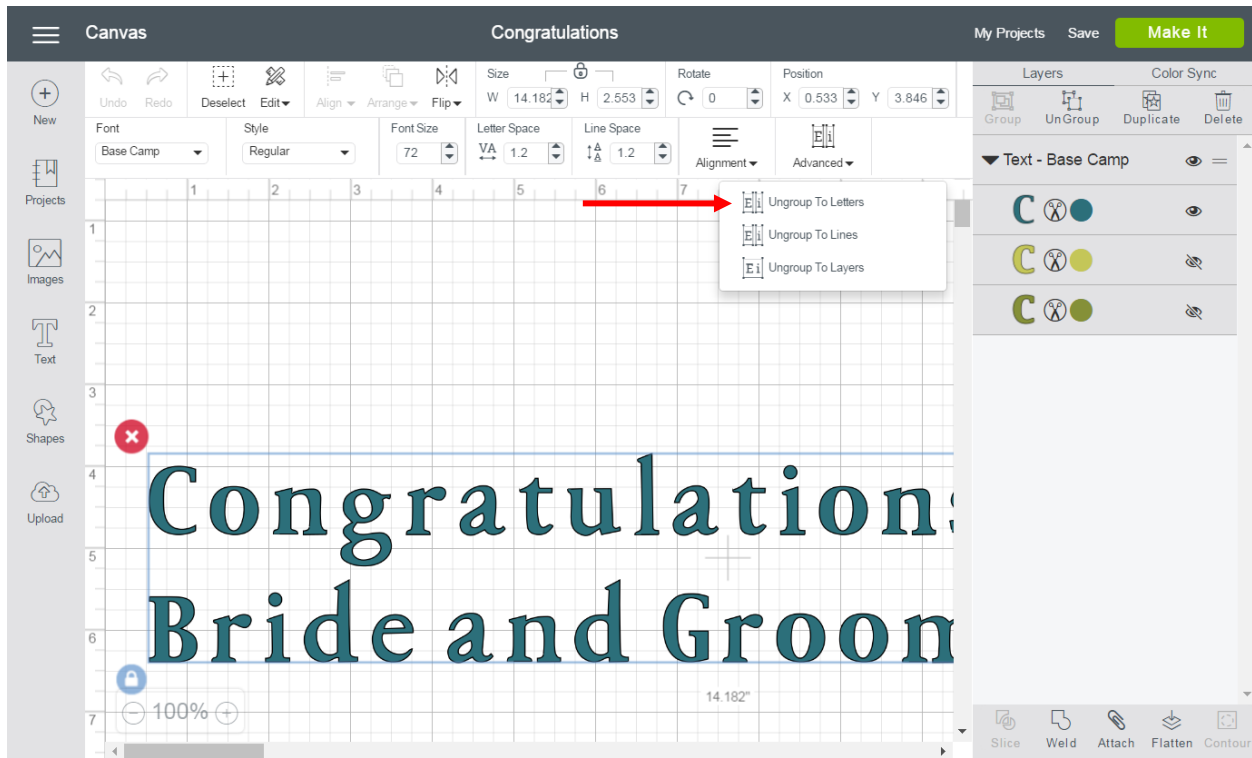 Canvas
Congratulations
My Projects Save Make It
New
Projects
Images
Text
Shapes
Upload
Undo Redo Deselect Edit Align Arrange Flip
Size
W 14.182 H 2.553
Rotate
0
Position
X 0.533 Y 3.846
Font
Base Camp
Style
Regular
Font Size
72
Letter Space
VA 1.2
Line Space
1.2
Alignment
Advanced
Ungroup To Letters
Ungroup To Lines
Ungroup To Layers
1 2 3 4 5 6 7
1
2
3
4
5
6
7
Congratulations
Bride and Groom
14.182"
100%
Layers Color Sync
Group UnGroup Duplicate Delete
Text - Base Camp
C
C
C
Slice Weld Attach Flatten Contour